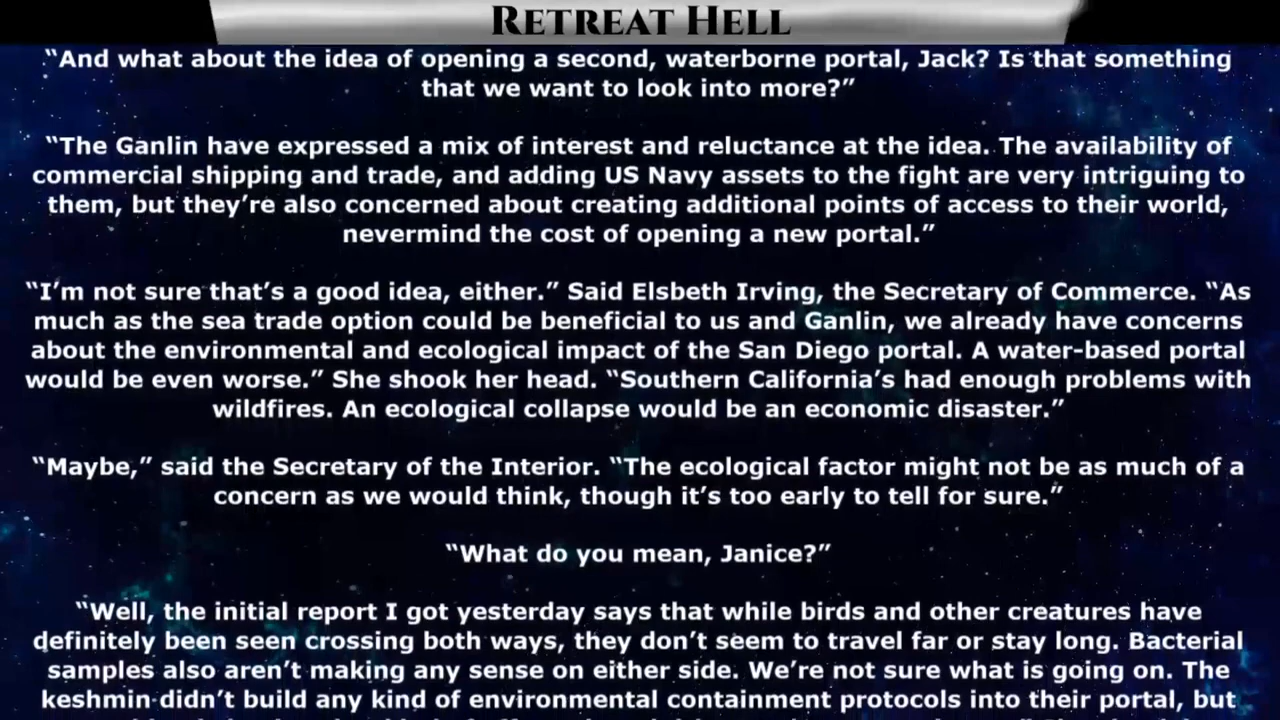 RETREAT HELL
“And what about the idea of opening a second, waterborne portal, Jack? Is that something
that we want to look into more?”
“The Ganlin have expressed a mix of interest and reluctance at the idea. The availability of
commercial shipping and trade, and adding US Navy assets to the fight are very intriguing to
them, but they’re also concerned about creating additional points of access to their world,
nevermind the cost of opening a new portal.”
“I’m not sure that’s a good idea, either.” Said Elsbeth Irving, the Secretary of Commerce. “As
much as the sea trade option could be beneficial to us and Ganlin, we already have concerns
about the environmental and ecological impact of the San Diego portal. A water-based portal
would be even worse.” She shook her head. “Southern California’s had enough problems with
wildfires. An ecological collapse would be an economic disaster.”
“Maybe,” said the Secretary of the Interior. “The ecological factor might not be as much of a
concern as we would think, though it’s too early to tell for sure.”
“What do you mean, Janice?”
“Well, the initial report I got yesterday says that while birds and other creatures have
definitely been seen crossing both ways, they don’t seem to travel far or stay long. Bacterial
samples also aren’t making any sense on either side. We’re not sure what is going on. The
keshmin didn’t build any kind of environmental containment protocols into their portal, but